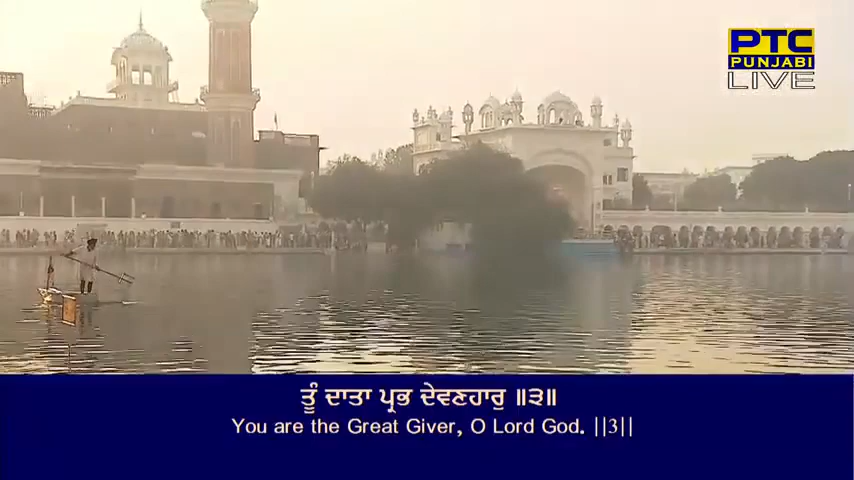 PTC
PUNJABI
LIVE
ਤੂੰ ਦਾਤਾ ਪ੍ਰਭ ਦੇਵਣਹਾਰੁ ॥੩॥
You are the Great Giver, O Lord God. ||3||